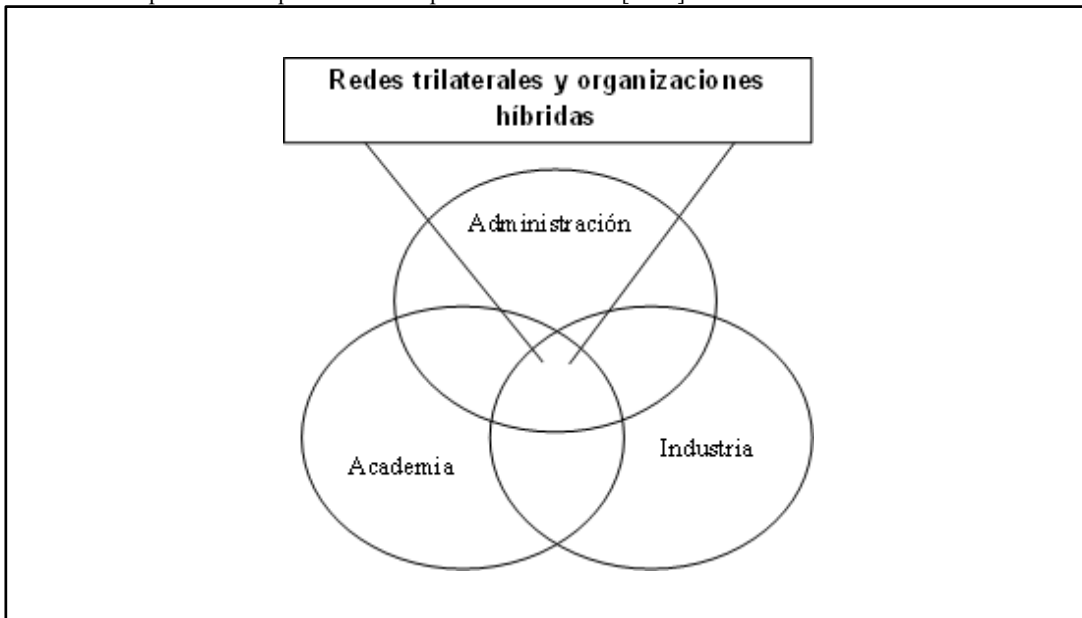 Redes trilaterales y organizaciones
híbridas
Administración
Academia
Industria